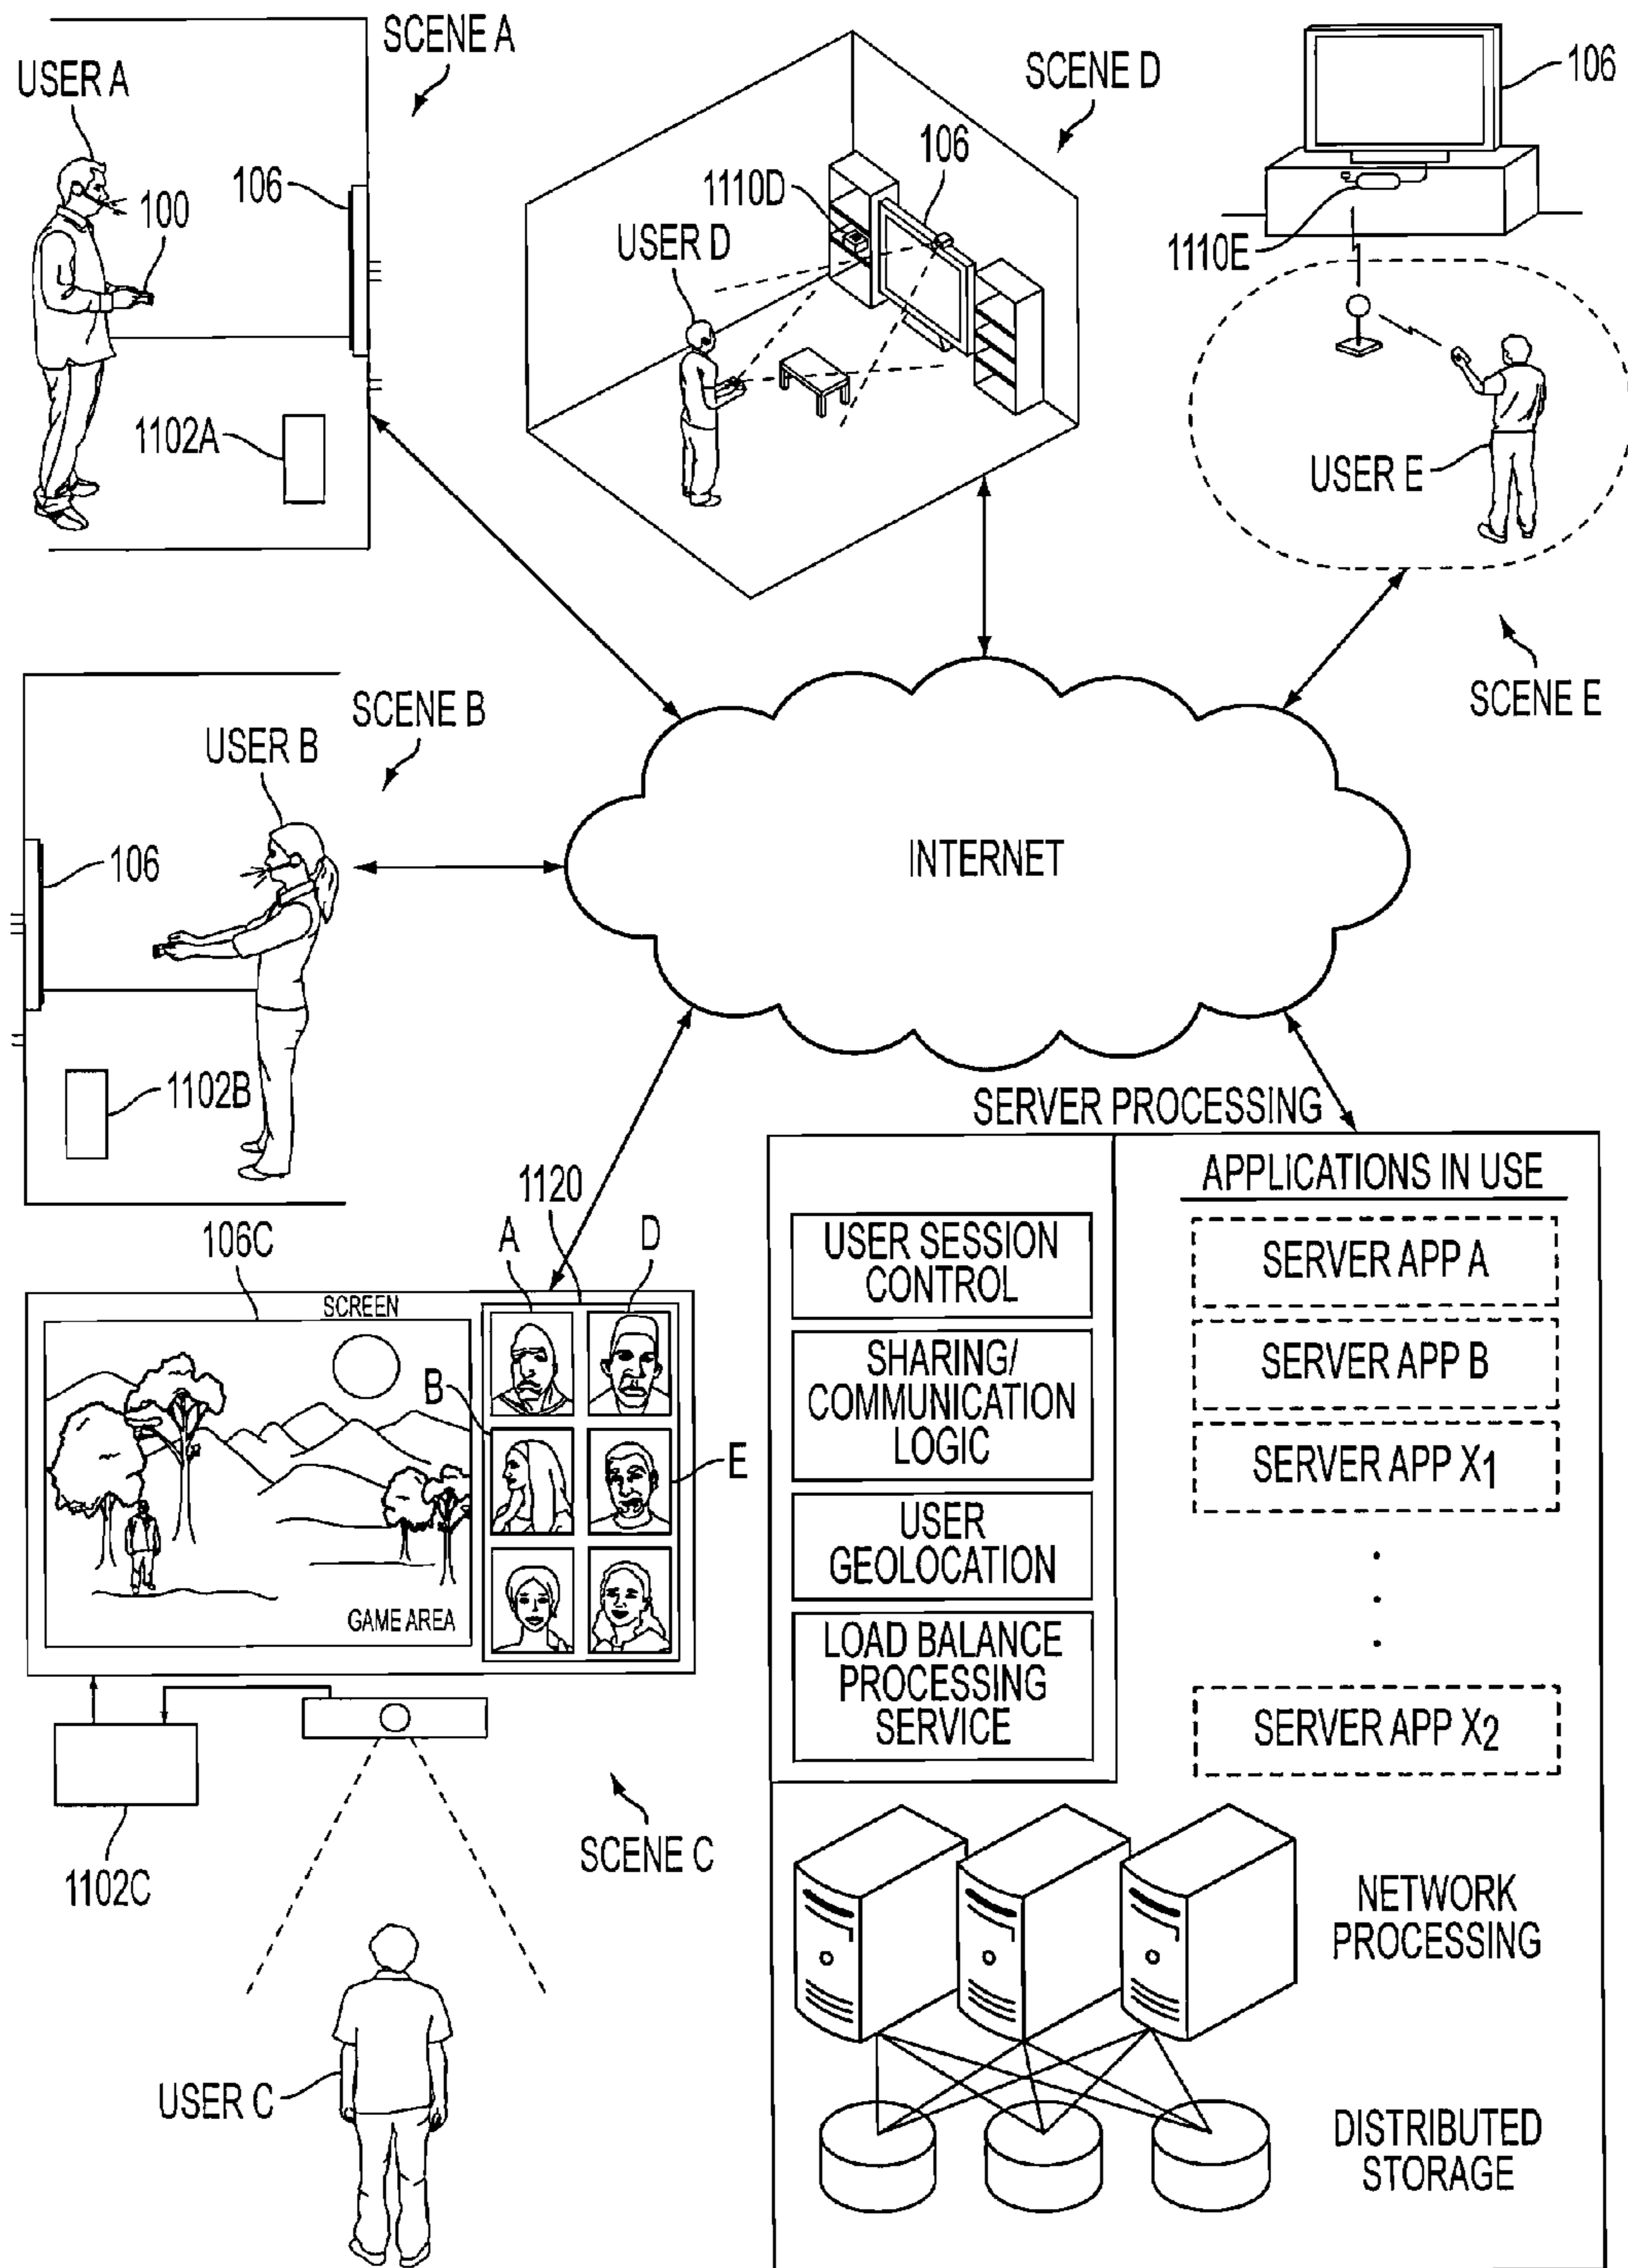 SCENE A
USER A
100
106
1102A
SCENE D
106
1110D
USER D
106
1110E
USER E
SCENE E
SCENE B
USER B
106
1102B
INTERNET
SERVER PROCESSING
1120
106C
A
D
SCREEN
B
E
GAME AREA
1102C
SCENE C
USER C
USER SESSION
CONTROL
SHARING/
COMMUNICATION
LOGIC
USER
GEOLOCATION
LOAD BALANCE
PROCESSING
SERVICE
APPLICATIONS IN USE
SERVER APP A
SERVER APP B
SERVER APP X1
SERVER APP X2
NETWORK
PROCESSING
DISTRIBUTED
STORAGE